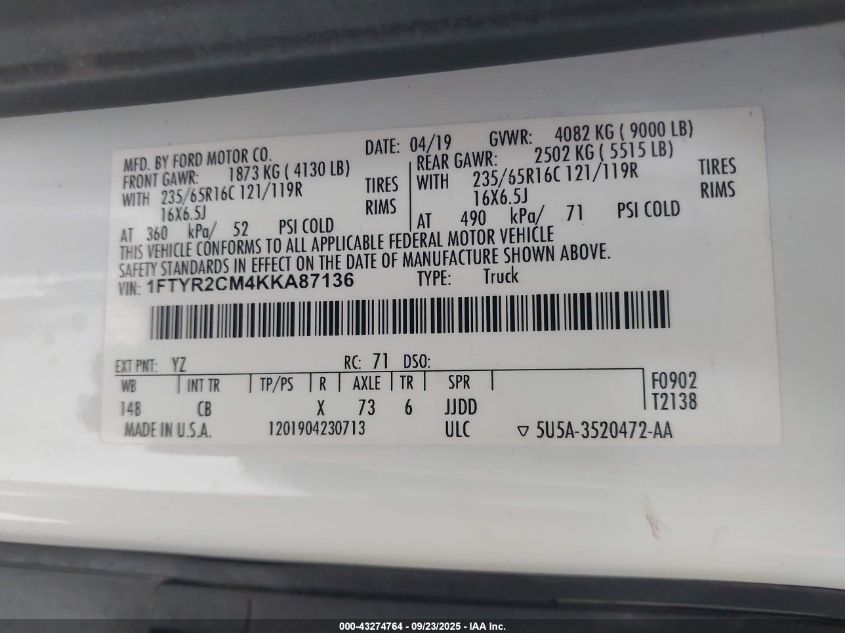 MFD. BY FORD MOTOR CO. DATE: 04/19 GVWR: 4082 KG ( 9000 LB)
FRONT GAWR: 1873 KG ( 4130 LB) REAR GAWR: 2502 KG ( 5515 LB)
WITH 235/65R16C 121/119R TIRES WITH 235/65R16C 121/119R TIRES
16X6.5J RIMS 16X6.5J RIMS
AT 360 kPa/ 52 PSI COLD AT 490 kPa/ 71 PSI COLD
THIS VEHICLE CONFORMS TO ALL APPLICABLE FEDERAL MOTOR VEHICLE
SAFETY STANDARDS IN EFFECT ON THE DATE OF MANUFACTURE SHOWN ABOVE.
VIN: 1FTYR2CM4KKA87136 TYPE: Truck
EXT PNT: YZ RC: 71 DSO:
WB INT TR TP/PS R AXLE TR SPR F0902
148 CB X 73 6 JJDD T2138
MADE IN U.S.A. 1201904230713 ULC ▽ 5U5A-3520472-AA
000-43274764 - 09/23/2025 - IAA Inc.